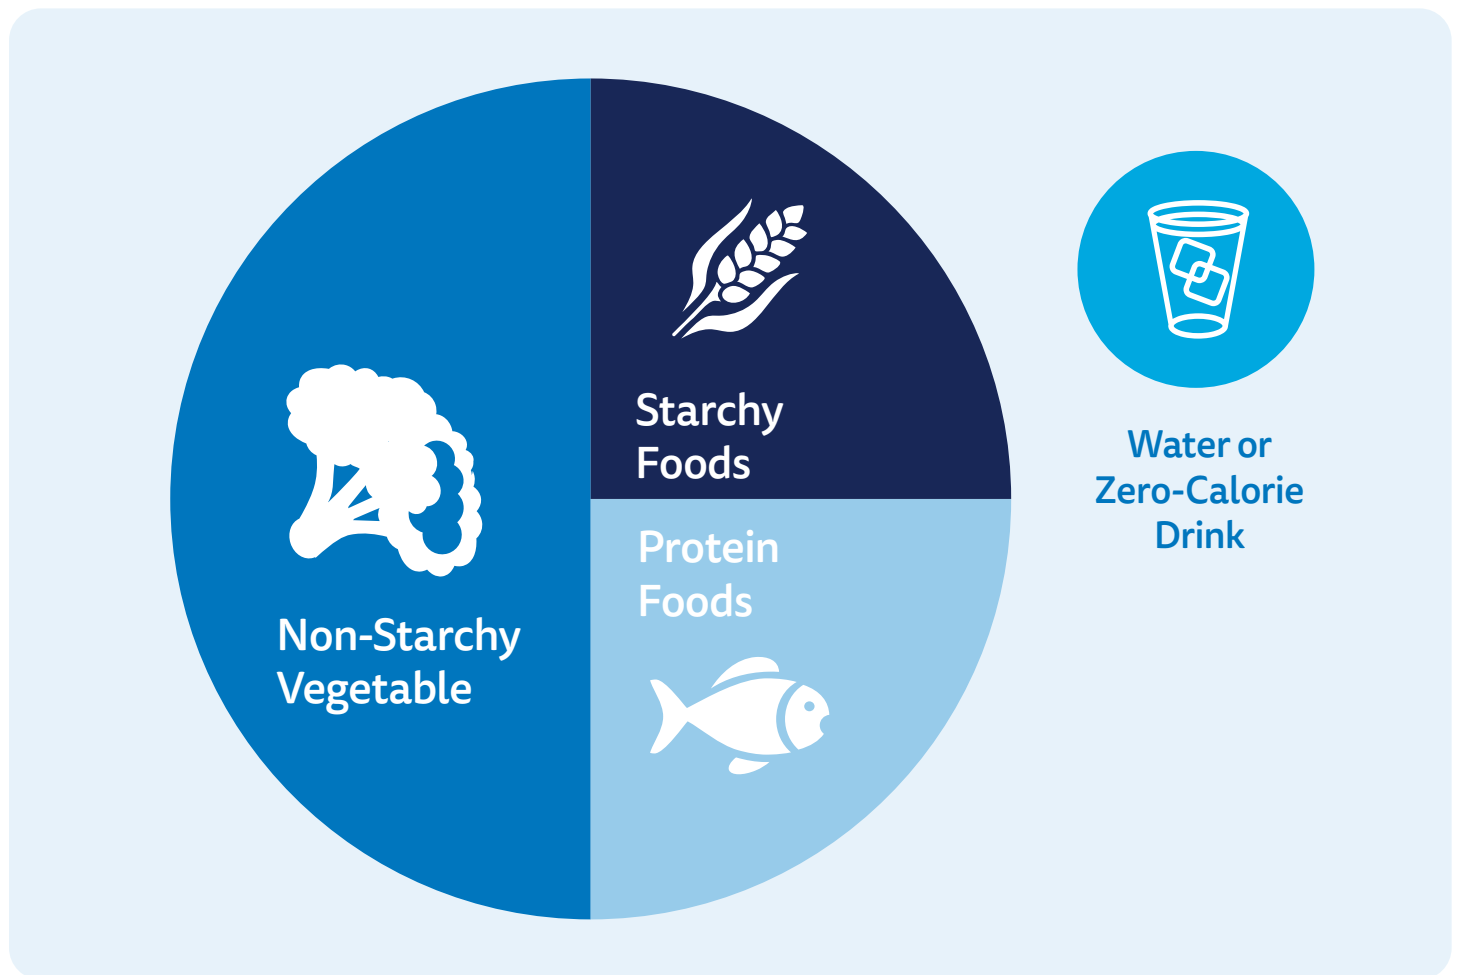 Non-Starchy
Vegetable
Starchy
Foods
Protein
Foods
Water or
Zero-Calorie
Drink